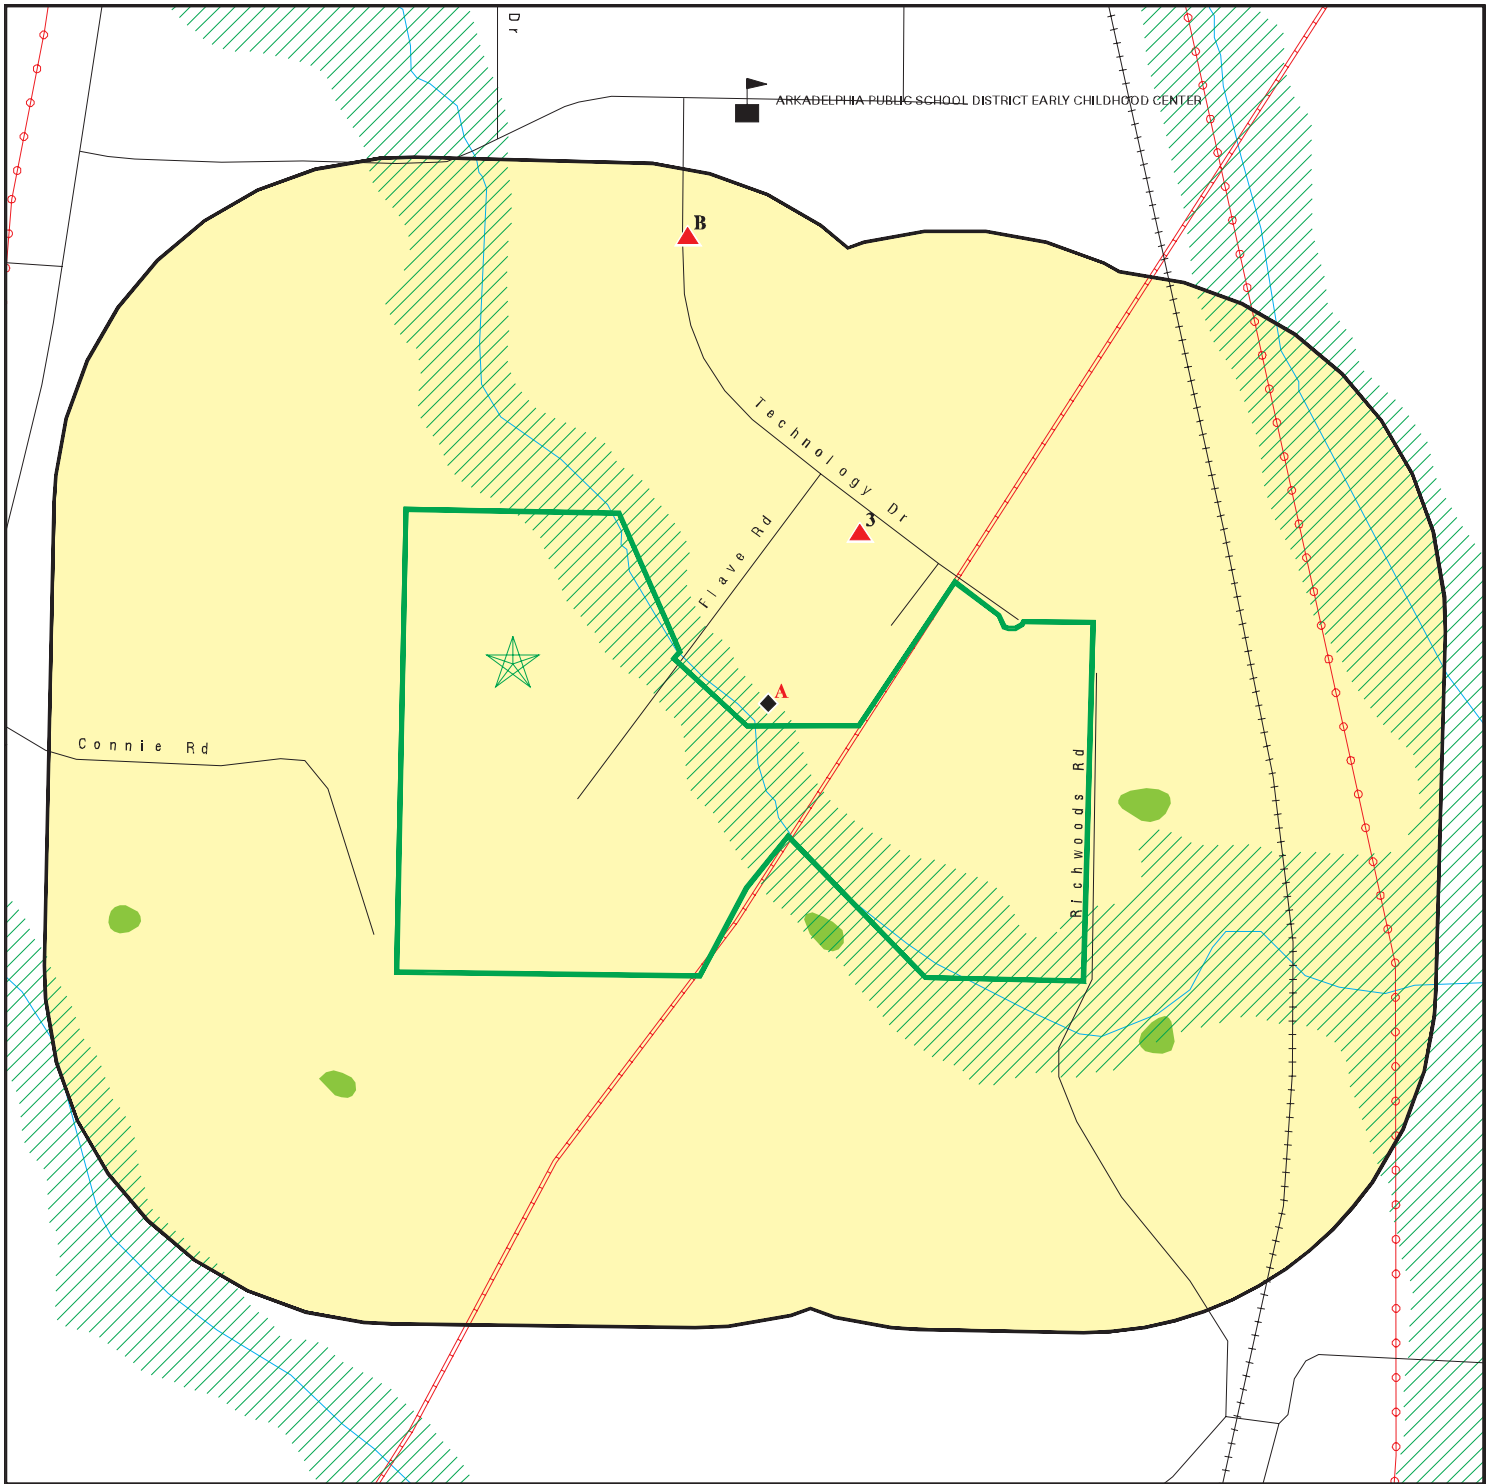 Dr
ARKADELPHIA PUBLIC SCHOOL DISTRICT EARLY CHILDHOOD CENTER
B
Technology Dr
3
Flave Rd
A
Connie Rd
Richwoods Rd